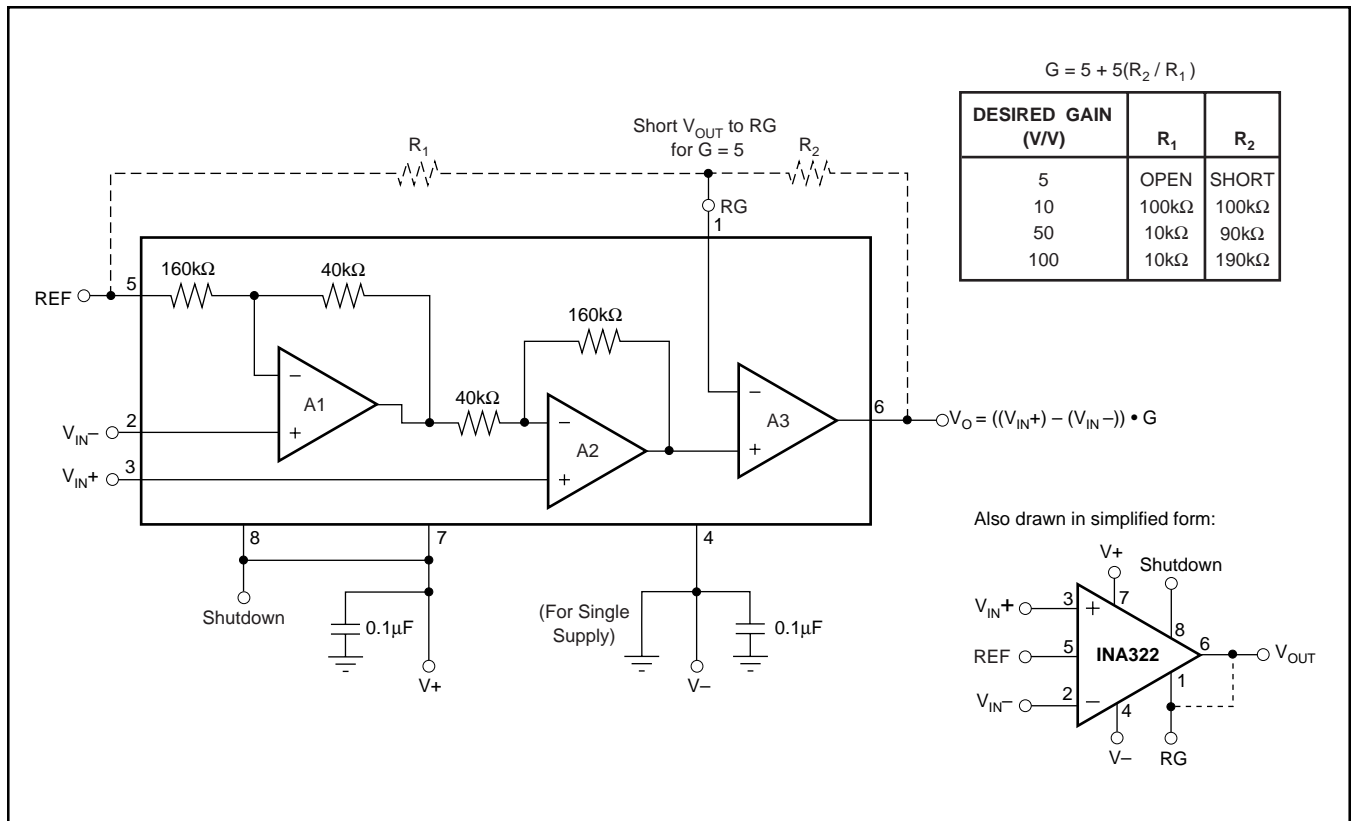 G = 5 + 5(R2 / R1)
DESIRED GAIN
(V/V)
R1
R2
5 OPEN SHORT
10 100kΩ 100kΩ
50 10kΩ 90kΩ
100 10kΩ 190kΩ
Short VOUT to RG
for G = 5
R1
R2
RG
1
160kΩ
40kΩ
REF
5
160kΩ
A1
40kΩ
A2
A3
6
VO = ((VIN+) − (VIN−)) • G
VIN−
2
VIN+
3
−
+
−
+
−
+
8
7
4
Shutdown
0.1µF
V+
(For Single
Supply)
0.1µF
V−
Also drawn in simplified form:
V+
Shutdown
VIN+
3
+
7
8
REF
5
INA322
6
VOUT
VIN−
2
−
1
4
V−
RG